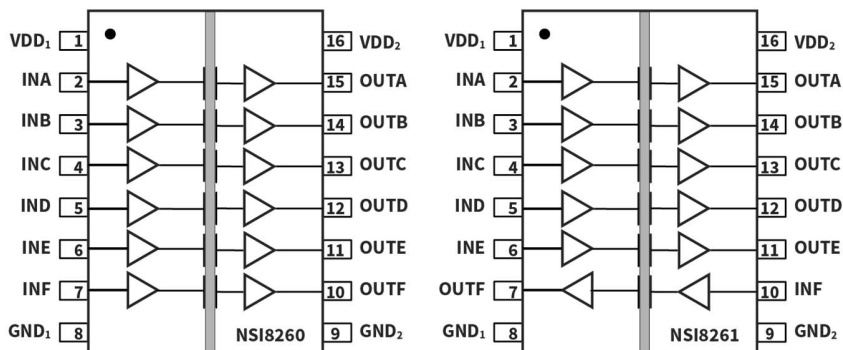 VDD₁ 1 16 VDD₂ VDD₁ 1 16 VDD₂
INA 2 15 OUTA INA 2 15 OUTA
INB 3 14 OUTB INB 3 14 OUTB
INC 4 13 OUTC INC 4 13 OUTC
IND 5 12 OUTD IND 5 12 OUTD
INE 6 11 OUTE INE 6 11 OUTE
INF 7 10 OUTF OUTF 7 10 INF
GND₁ 8 NSI8260 9 GND₂ GND₁ 8 NSI8261 9 GND₂